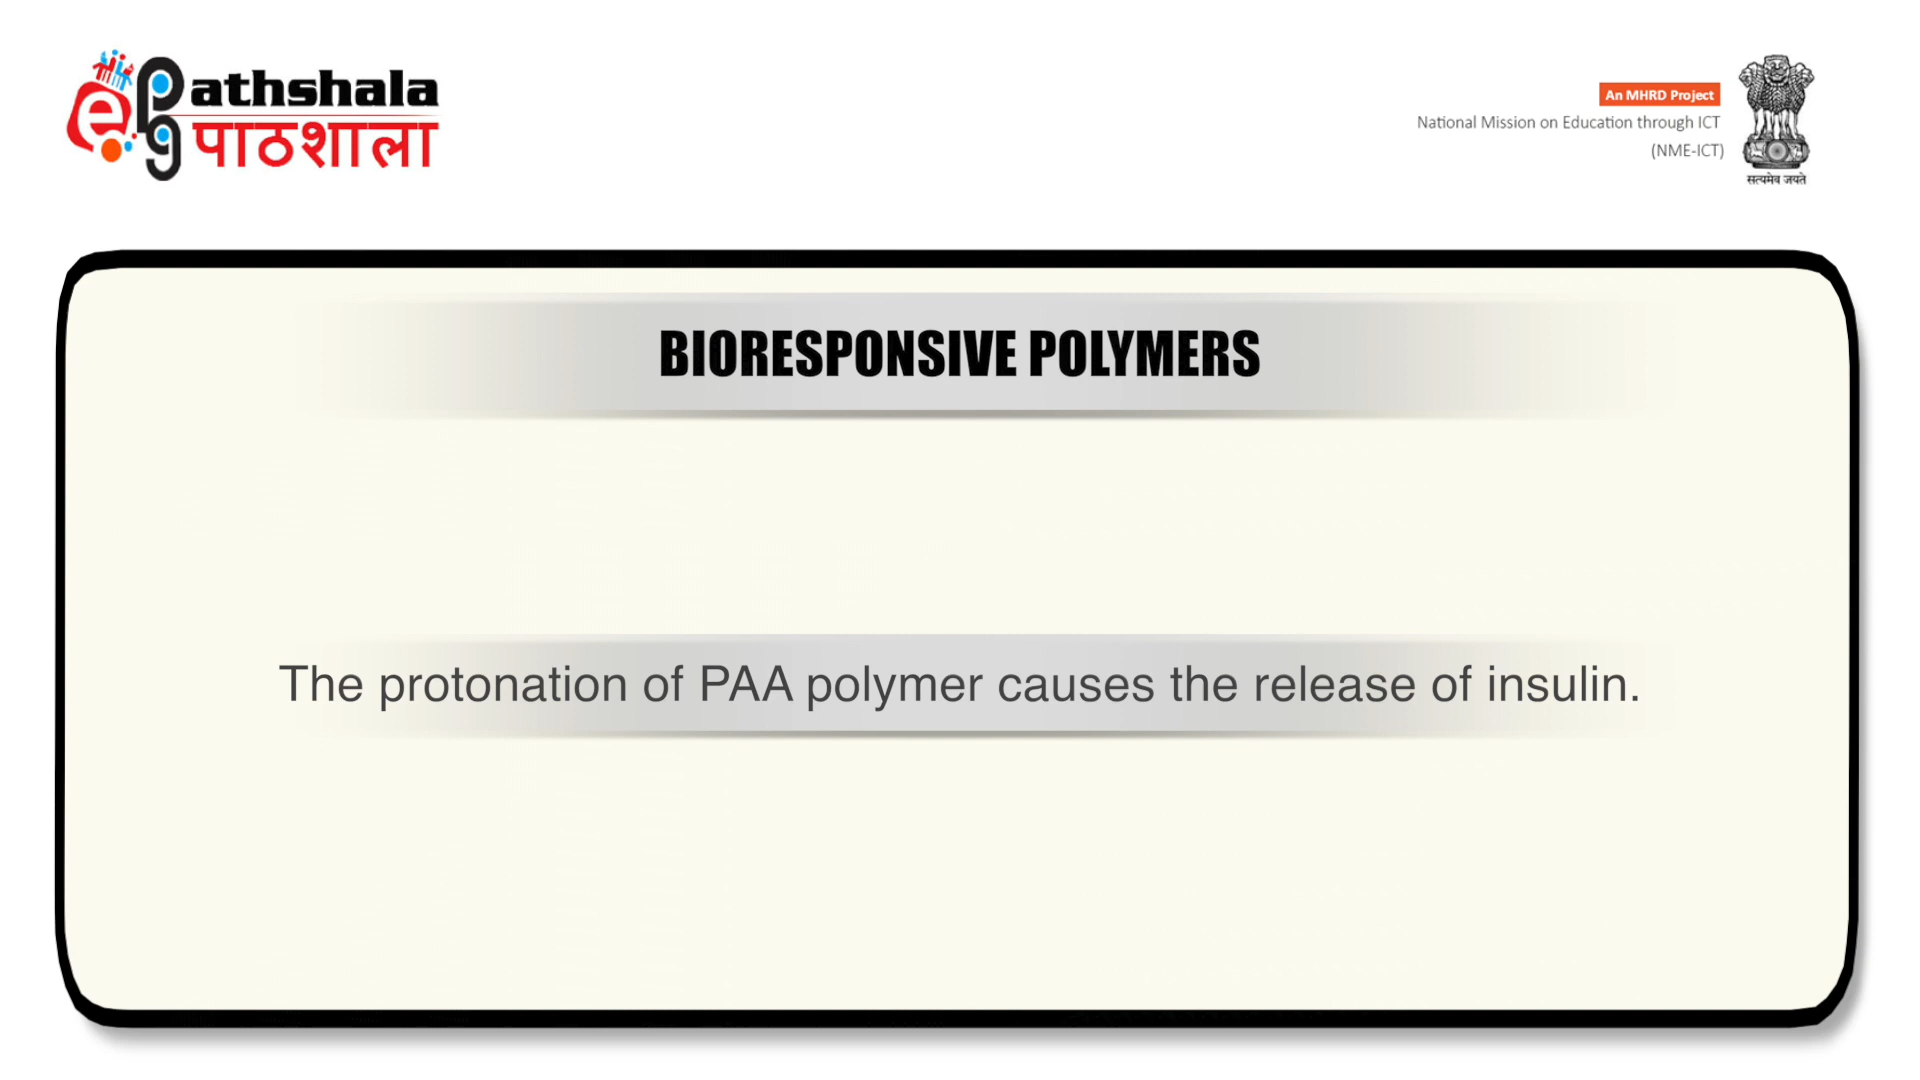 e Pg athshala
पाठशाला
An MHRD Project
National Mission on Education through ICT
(NME-ICT)
सत्यमेव जयते
BIORESPONSIVE POLYMERS
The protonation of PAA polymer causes the release of insulin.